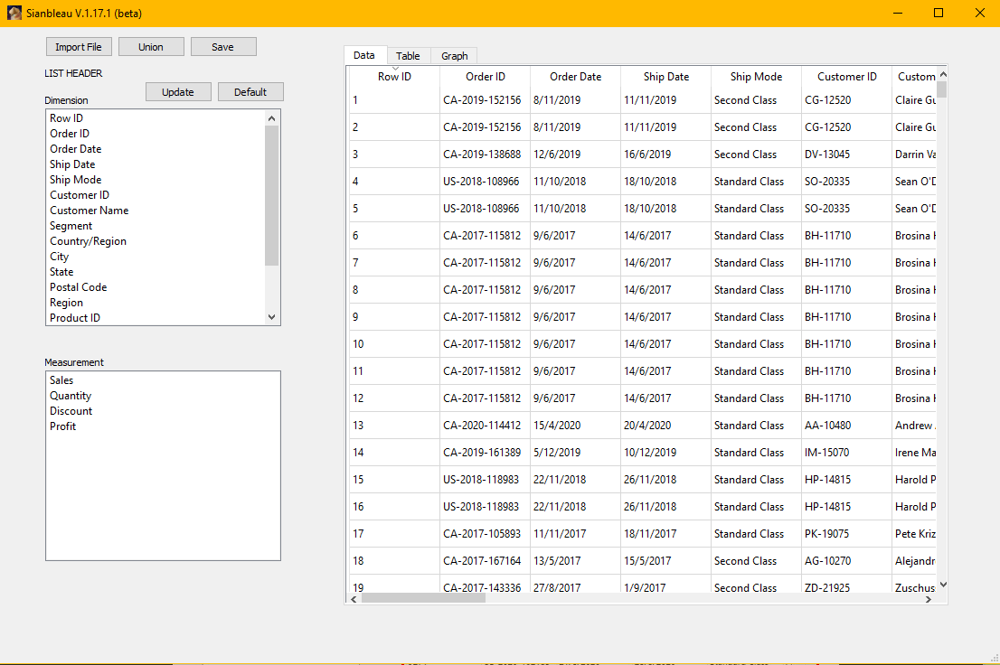 Sianbleau V.1.17.1 (beta)
Import File Union Save
LIST HEADER
Update Default
Dimension
Row ID
Order ID
Order Date
Ship Date
Ship Mode
Customer ID
Customer Name
Segment
Country/Region
City
State
Postal Code
Region
Product ID
Measurement
Sales
Quantity
Discount
Profit
Data Table Graph
Row ID Order ID Order Date Ship Date Ship Mode Customer ID Custom
1 CA-2019-152156 8/11/2019 11/11/2019 Second Class CG-12520 Claire Gu
2 CA-2019-152156 8/11/2019 11/11/2019 Second Class CG-12520 Claire Gu
3 CA-2019-138688 12/6/2019 16/6/2019 Second Class DV-13045 Darrin Va
4 US-2018-108966 11/10/2018 18/10/2018 Standard Class SO-20335 Sean O'D
5 US-2018-108966 11/10/2018 18/10/2018 Standard Class SO-20335 Sean O'D
6 CA-2017-115812 9/6/2017 14/6/2017 Standard Class BH-11710 Brosina H
7 CA-2017-115812 9/6/2017 14/6/2017 Standard Class BH-11710 Brosina H
8 CA-2017-115812 9/6/2017 14/6/2017 Standard Class BH-11710 Brosina H
9 CA-2017-115812 9/6/2017 14/6/2017 Standard Class BH-11710 Brosina H
10 CA-2017-115812 9/6/2017 14/6/2017 Standard Class BH-11710 Brosina H
11 CA-2017-115812 9/6/2017 14/6/2017 Standard Class BH-11710 Brosina H
12 CA-2017-115812 9/6/2017 14/6/2017 Standard Class BH-11710 Brosina H
13 CA-2020-114412 15/4/2020 20/4/2020 Standard Class AA-10480 Andrew
14 CA-2019-161389 5/12/2019 10/12/2019 Standard Class IM-15070 Irene Ma
15 US-2018-118983 22/11/2018 26/11/2018 Standard Class HP-14815 Harold P
16 US-2018-118983 22/11/2018 26/11/2018 Standard Class HP-14815 Harold P
17 CA-2017-105893 11/11/2017 18/11/2017 Standard Class PK-19075 Pete Kriz
18 CA-2017-167164 13/5/2017 15/5/2017 Second Class AG-10270 Alejandr
19 CA-2017-143336 27/8/2017 1/9/2017 Second Class ZD-21925 Zuschus